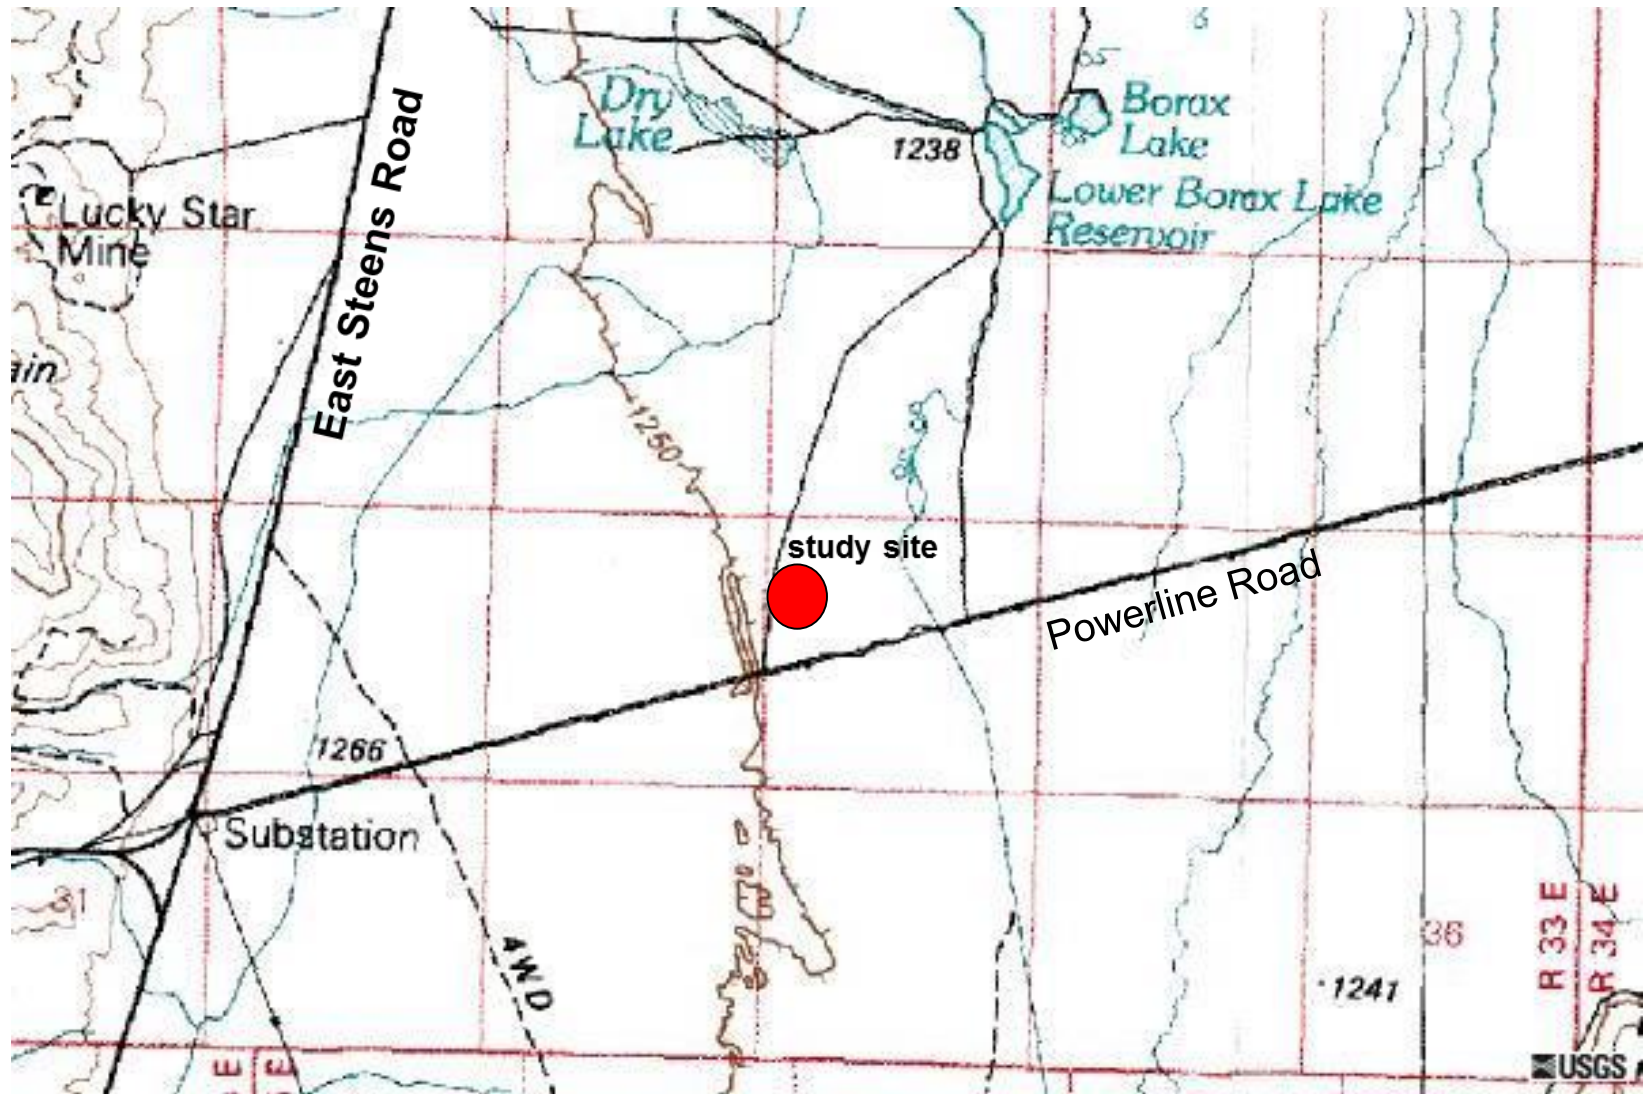 Dry
Lake
Borax
Lake
1238
Lower Borax Lake
Reservoir
Lucky Star
Mine
East Steens Road
ain
1250
study site
Powerline Road
1266
Substation
31
4WD
36
R 33 E
R 34 E
1241
E
E
USGS